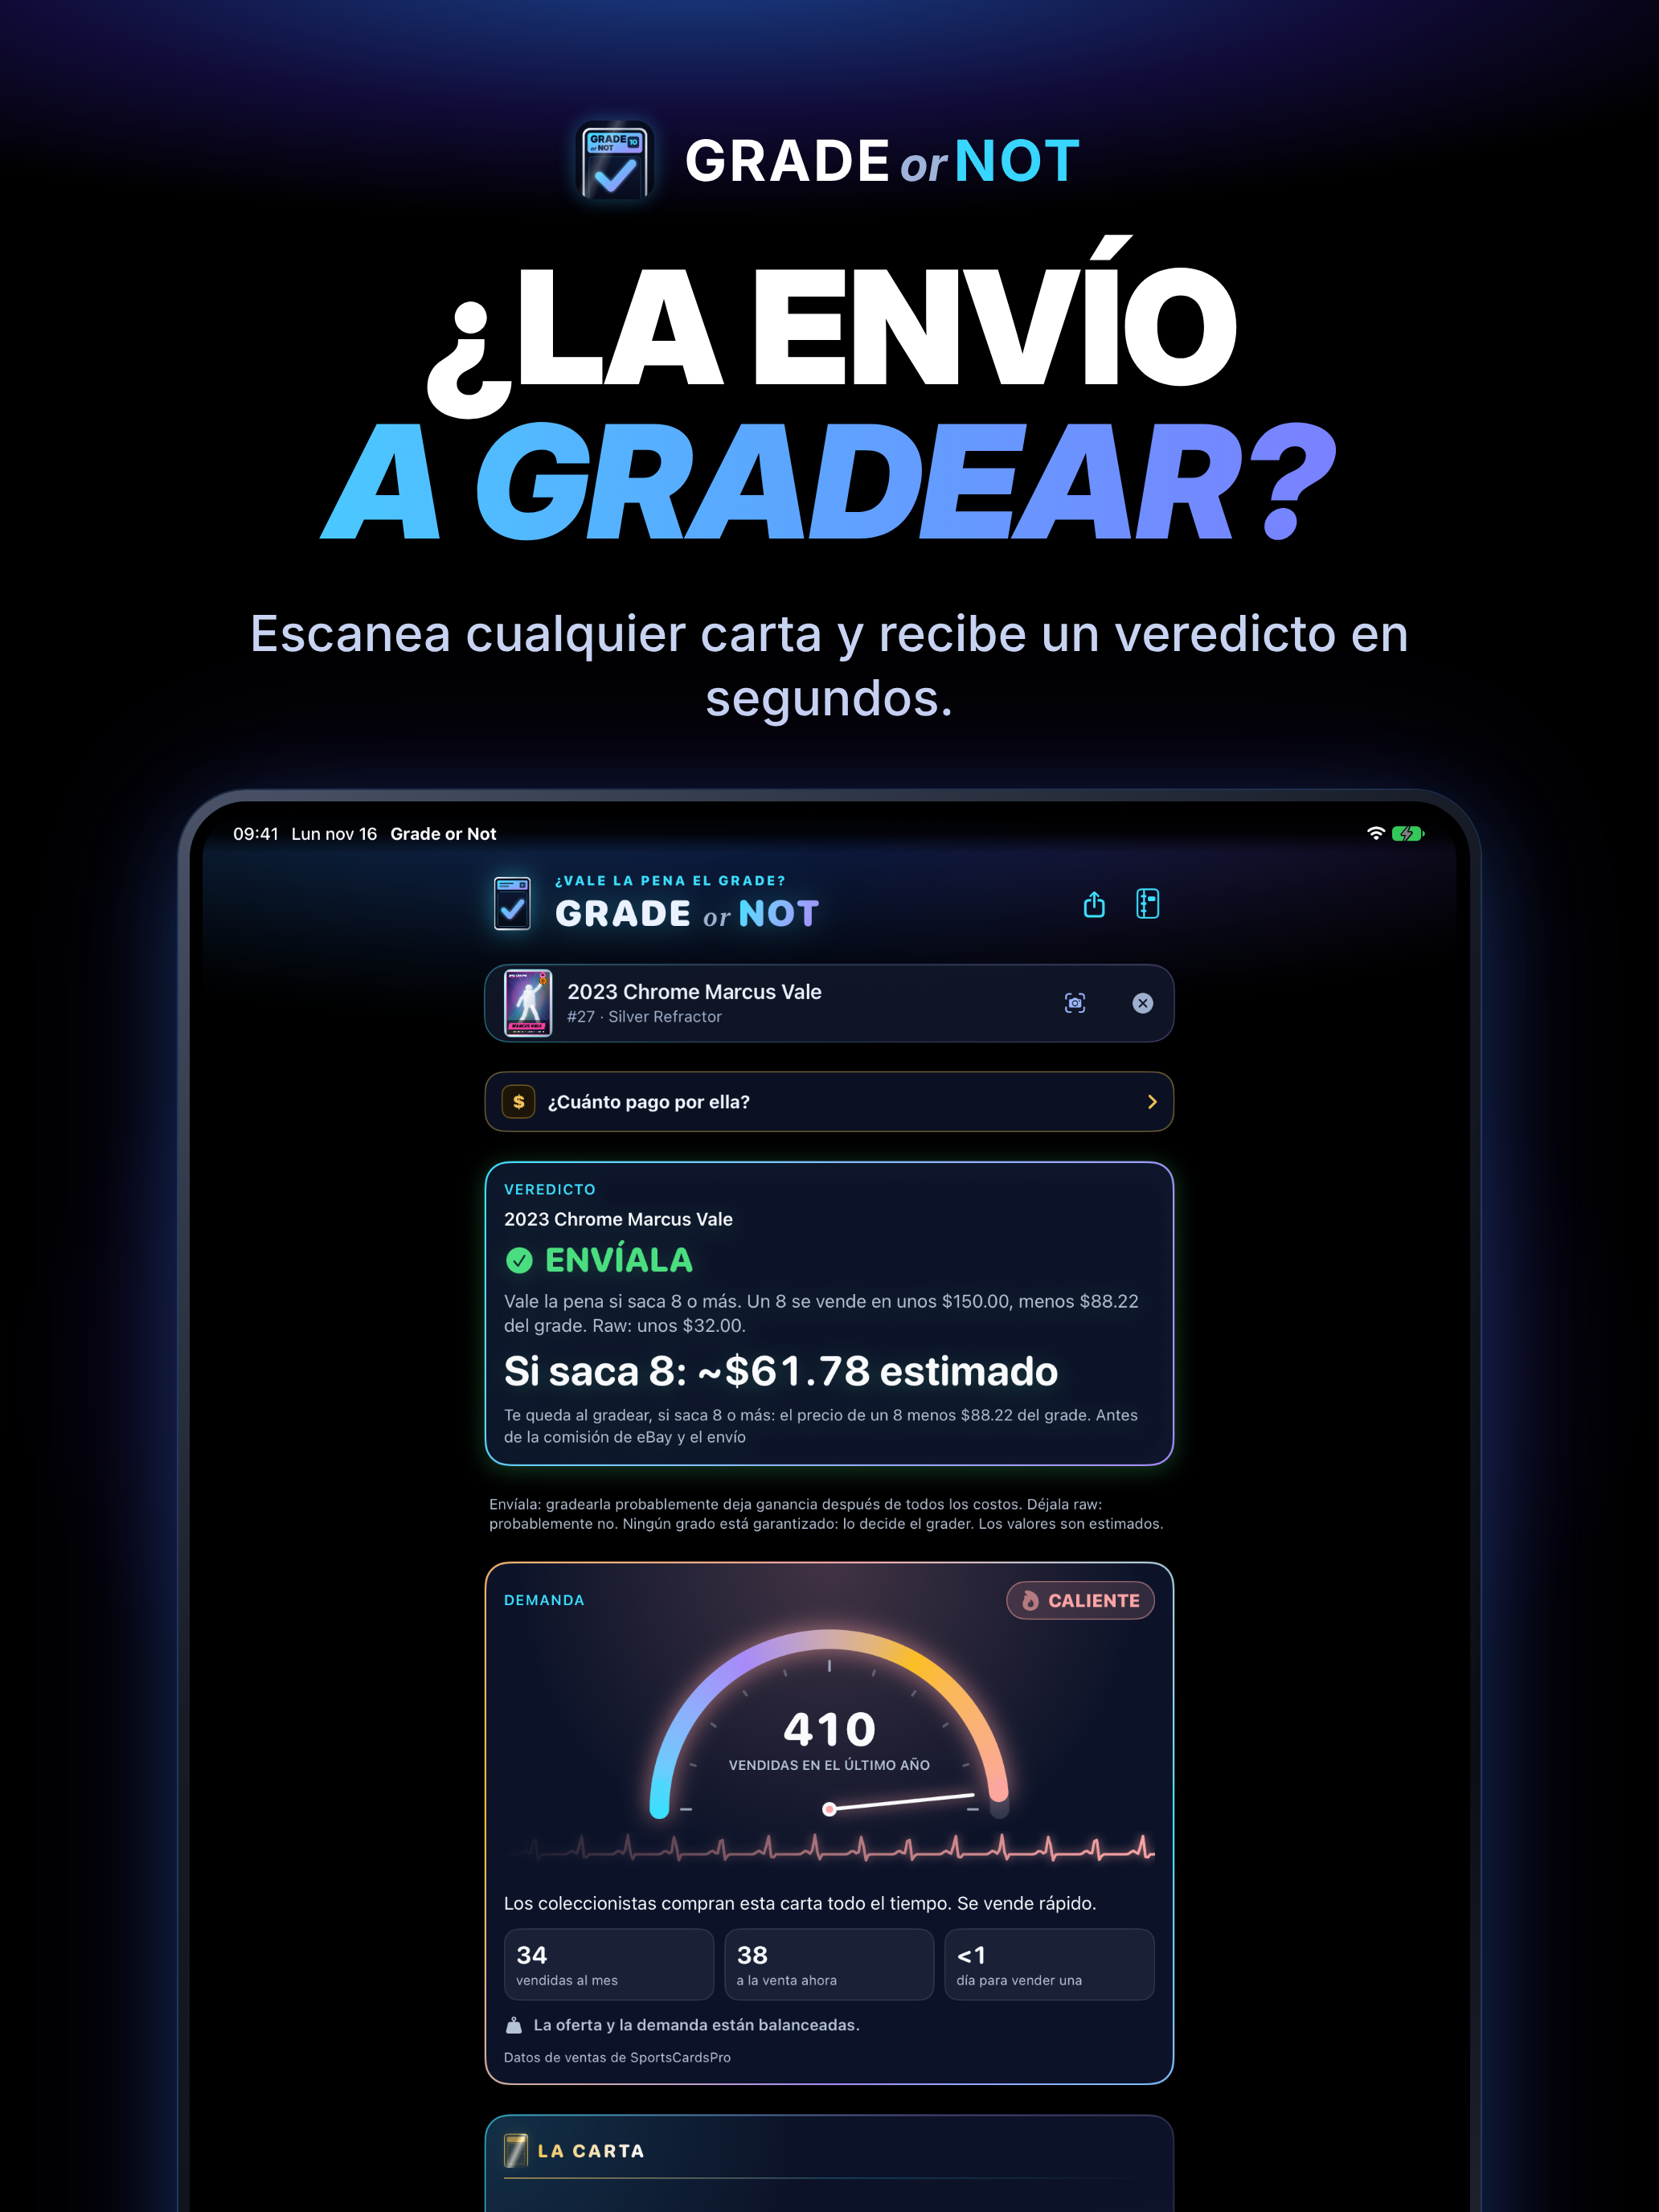 GRADE or NOT
GRADE or NOT 10
¿LA ENVÍO
A GRADEAR?
Escanea cualquier carta y recibe un veredicto en
segundos.
09:41 Lun nov 16 Grade or Not
¿VALE LA PENA EL GRADE?
GRADE or NOT
2023 Chrome Marcus Vale
#27 · Silver Refractor
MARCUS VALE
$ ¿Cuánto pago por ella?
VEREDICTO
2023 Chrome Marcus Vale
ENVÍALA
Vale la pena si saca 8 o más. Un 8 se vende en unos $150.00, menos $88.22
del grade. Raw: unos $32.00.
Si saca 8: ~$61.78 estimado
Te queda al gradear, si saca 8 o más: el precio de un 8 menos $88.22 del grade. Antes
de la comisión de eBay y el envío
Envíala: gradearla probablemente deja ganancia después de todos los costos. Déjala raw:
probablemente no. Ningún grado está garantizado: lo decide el grader. Los valores son estimados.
DEMANDA
CALIENTE
410
VENDIDAS EN EL ÚLTIMO AÑO
Los coleccionistas compran esta carta todo el tiempo. Se vende rápido.
34
vendidas al mes
38
a la venta ahora
<1
día para vender una
La oferta y la demanda están balanceadas.
Datos de ventas de SportsCardsPro
LA CARTA